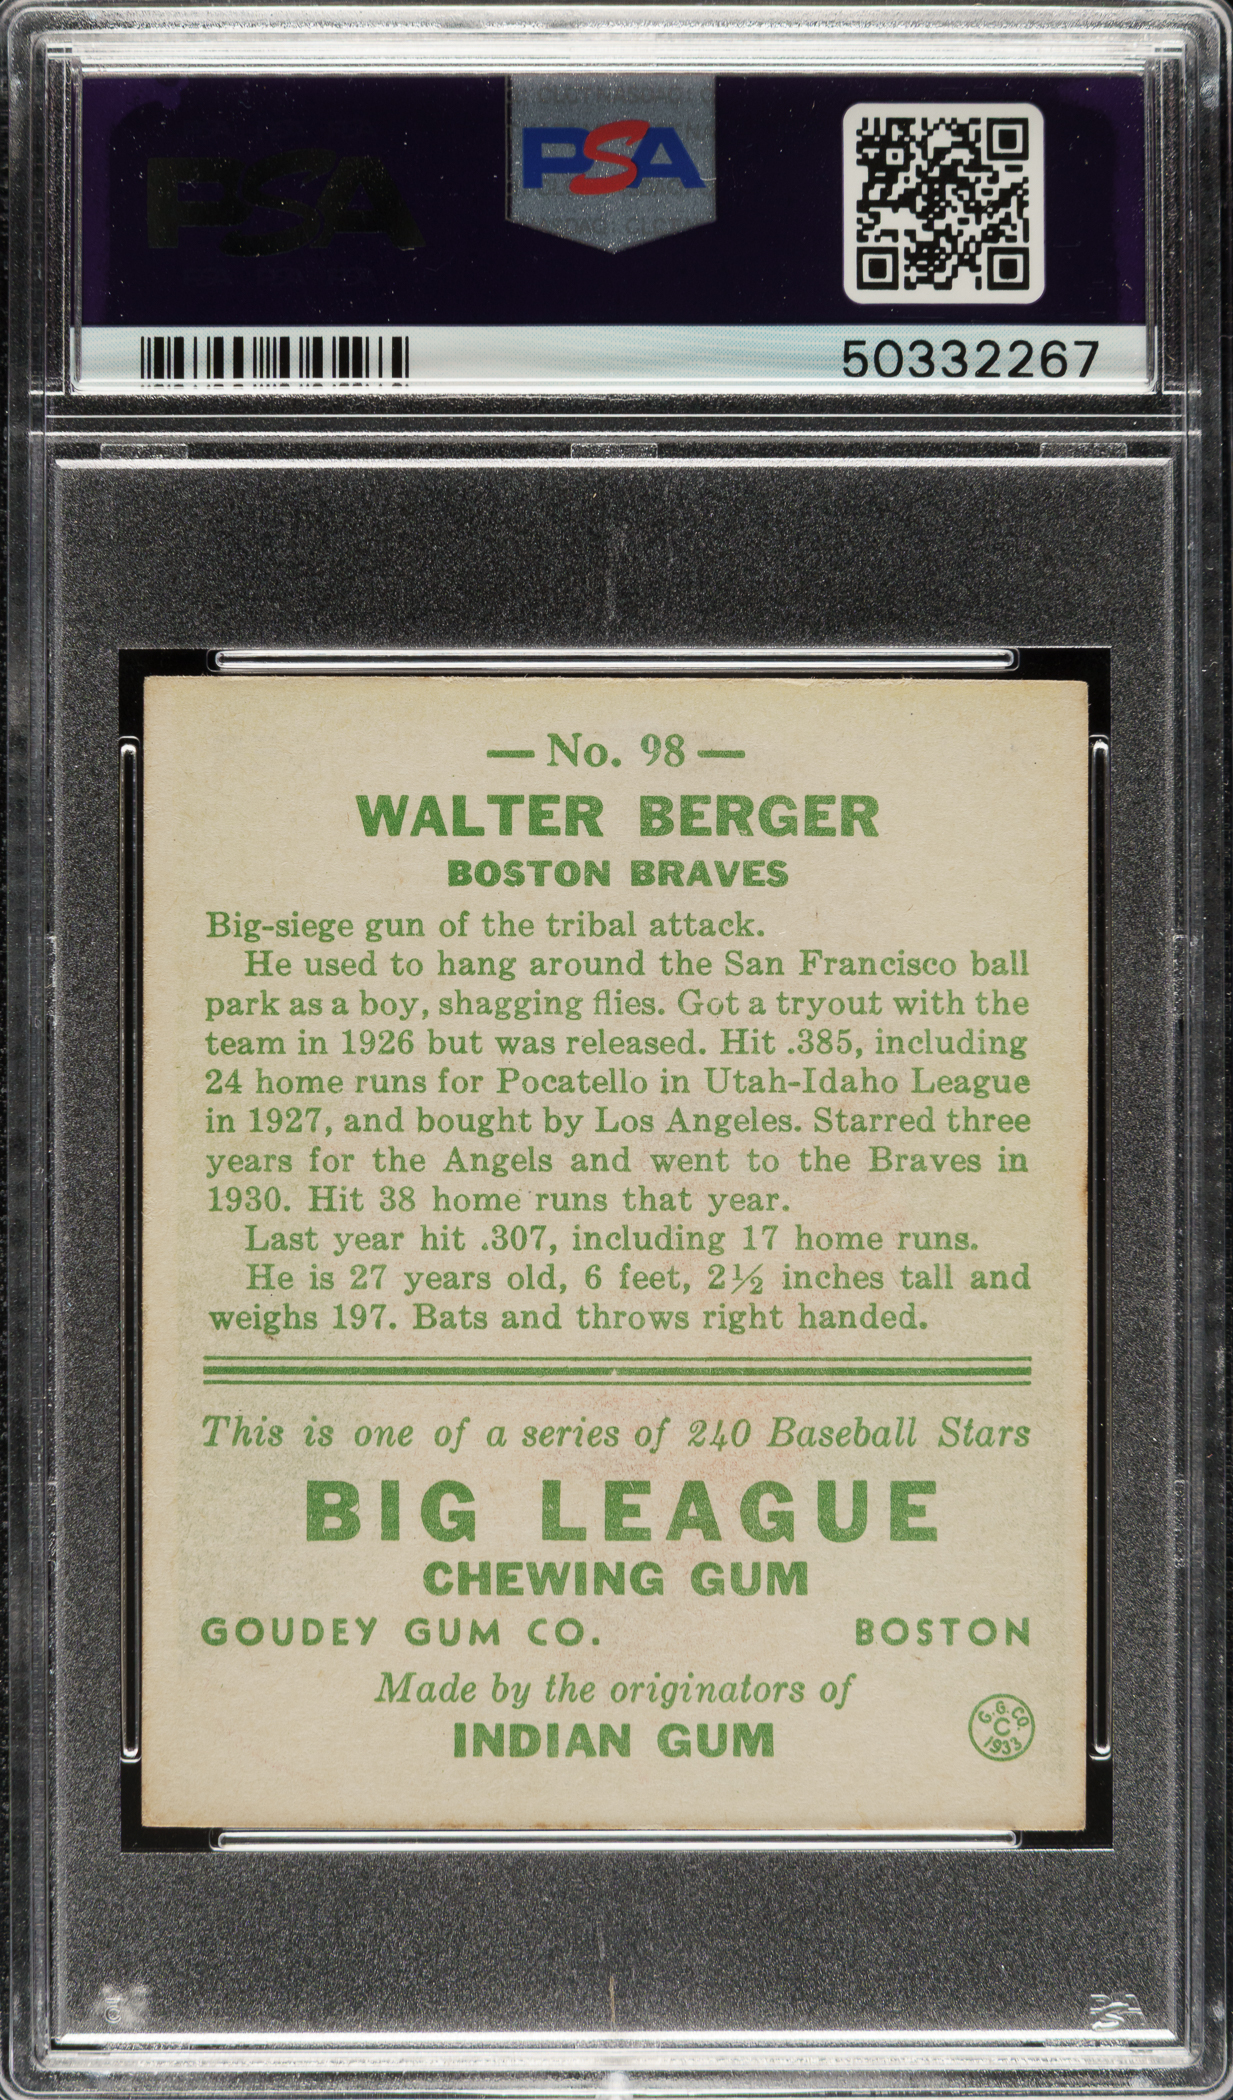 PSA
PSA
50332267
— No. 98 —
WALTER BERGER
BOSTON BRAVES
Big-siege gun of the tribal attack.
He used to hang around the San Francisco ball
park as a boy, shagging flies. Got a tryout with the
team in 1926 but was released. Hit .385, including
24 home runs for Pocatello in Utah-Idaho League
in 1927, and bought by Los Angeles. Starred three
years for the Angels and went to the Braves in
1930. Hit 38 home runs that year.
Last year hit .307, including 17 home runs.
He is 27 years old, 6 feet, 2½ inches tall and
weighs 197. Bats and throws right handed.
This is one of a series of 240 Baseball Stars
BIG LEAGUE
CHEWING GUM
GOUDEY GUM CO. BOSTON
Made by the originators of
INDIAN GUM
G.G.CO.
C.
1933
PSA